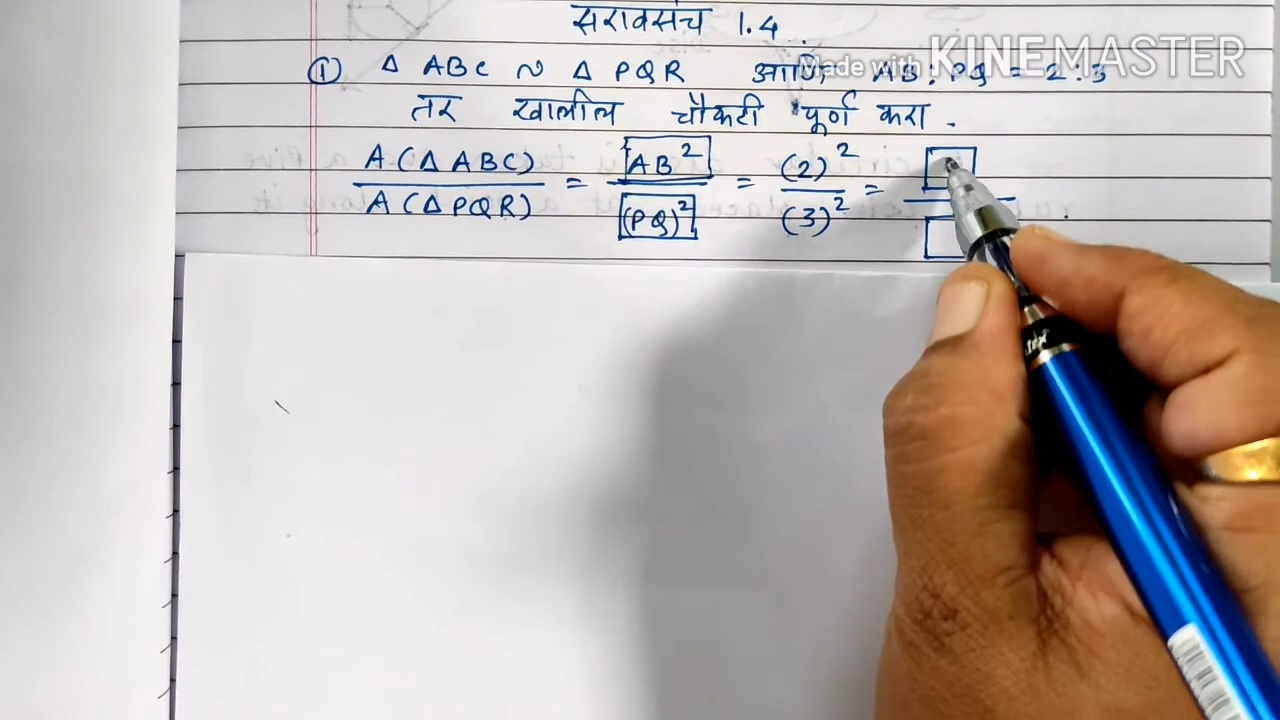 सरावसंच 1.4
Made with KINEMASTER
① Δ ABC ~ Δ PQR आणि AB : PQ = 2 : 3
तर खालील चौकटी पूर्ण करा .
A ( Δ ABC) / A ( Δ PQR) = AB² / (PQ)² = (2)² / (3)² =